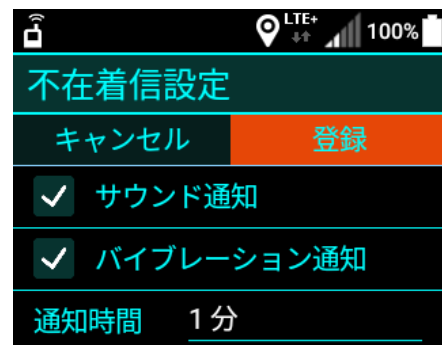 LTE+ 100%
不在着信設定
キャンセル 登録
サウンド通知
バイブレーション通知
通知時間 1分